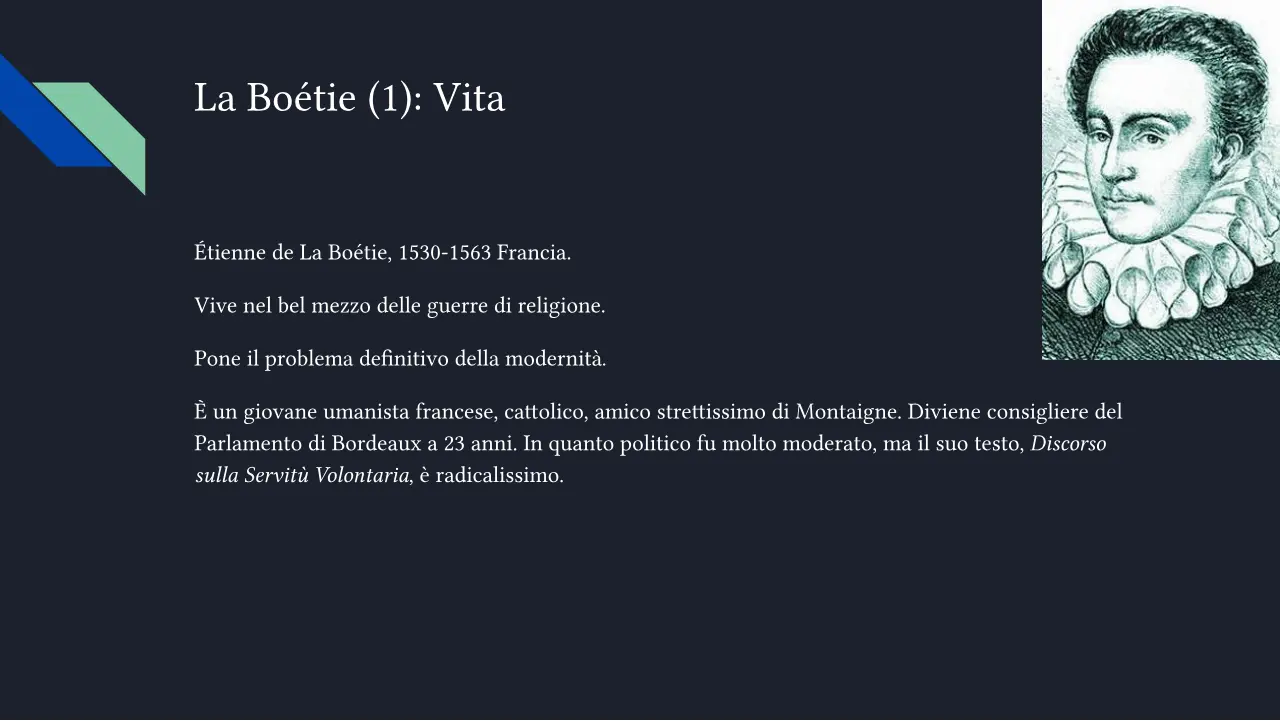 La Boétie (1): Vita
Étienne de La Boétie, 1530-1563 Francia.
Vive nel bel mezzo delle guerre di religione.
Pone il problema definitivo della modernità.
È un giovane umanista francese, cattolico, amico strettissimo di Montaigne. Diviene consigliere del
Parlamento di Bordeaux a 23 anni. In quanto politico fu molto moderato, ma il suo testo, Discorso
sulla Servitù Volontaria, è radicalissimo.